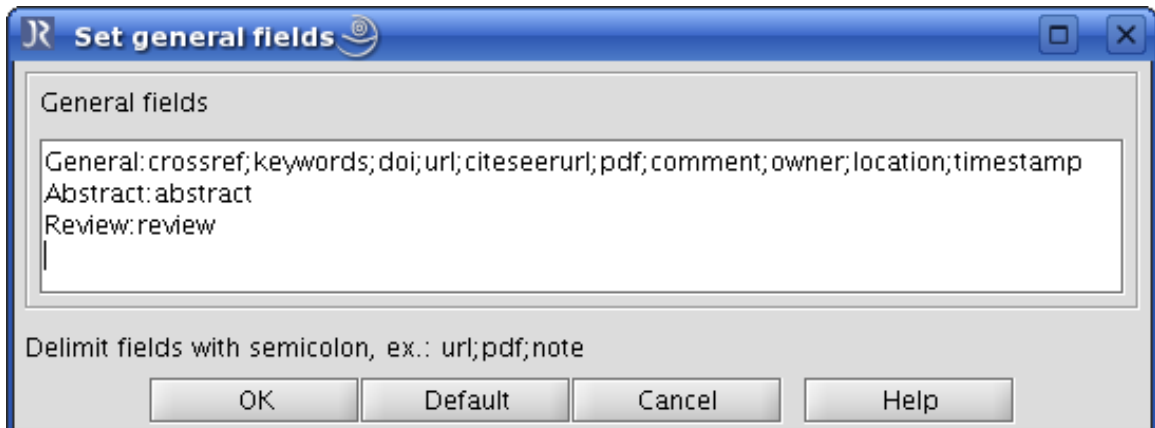 JR Set general fields
General fields
General:crossref;keywords;doi;url;citeseerurl;pdf;comment;owner;location;timestamp
Abstract:abstract
Review:review
Delimit fields with semicolon, ex.: url;pdf;note
OK Default Cancel Help